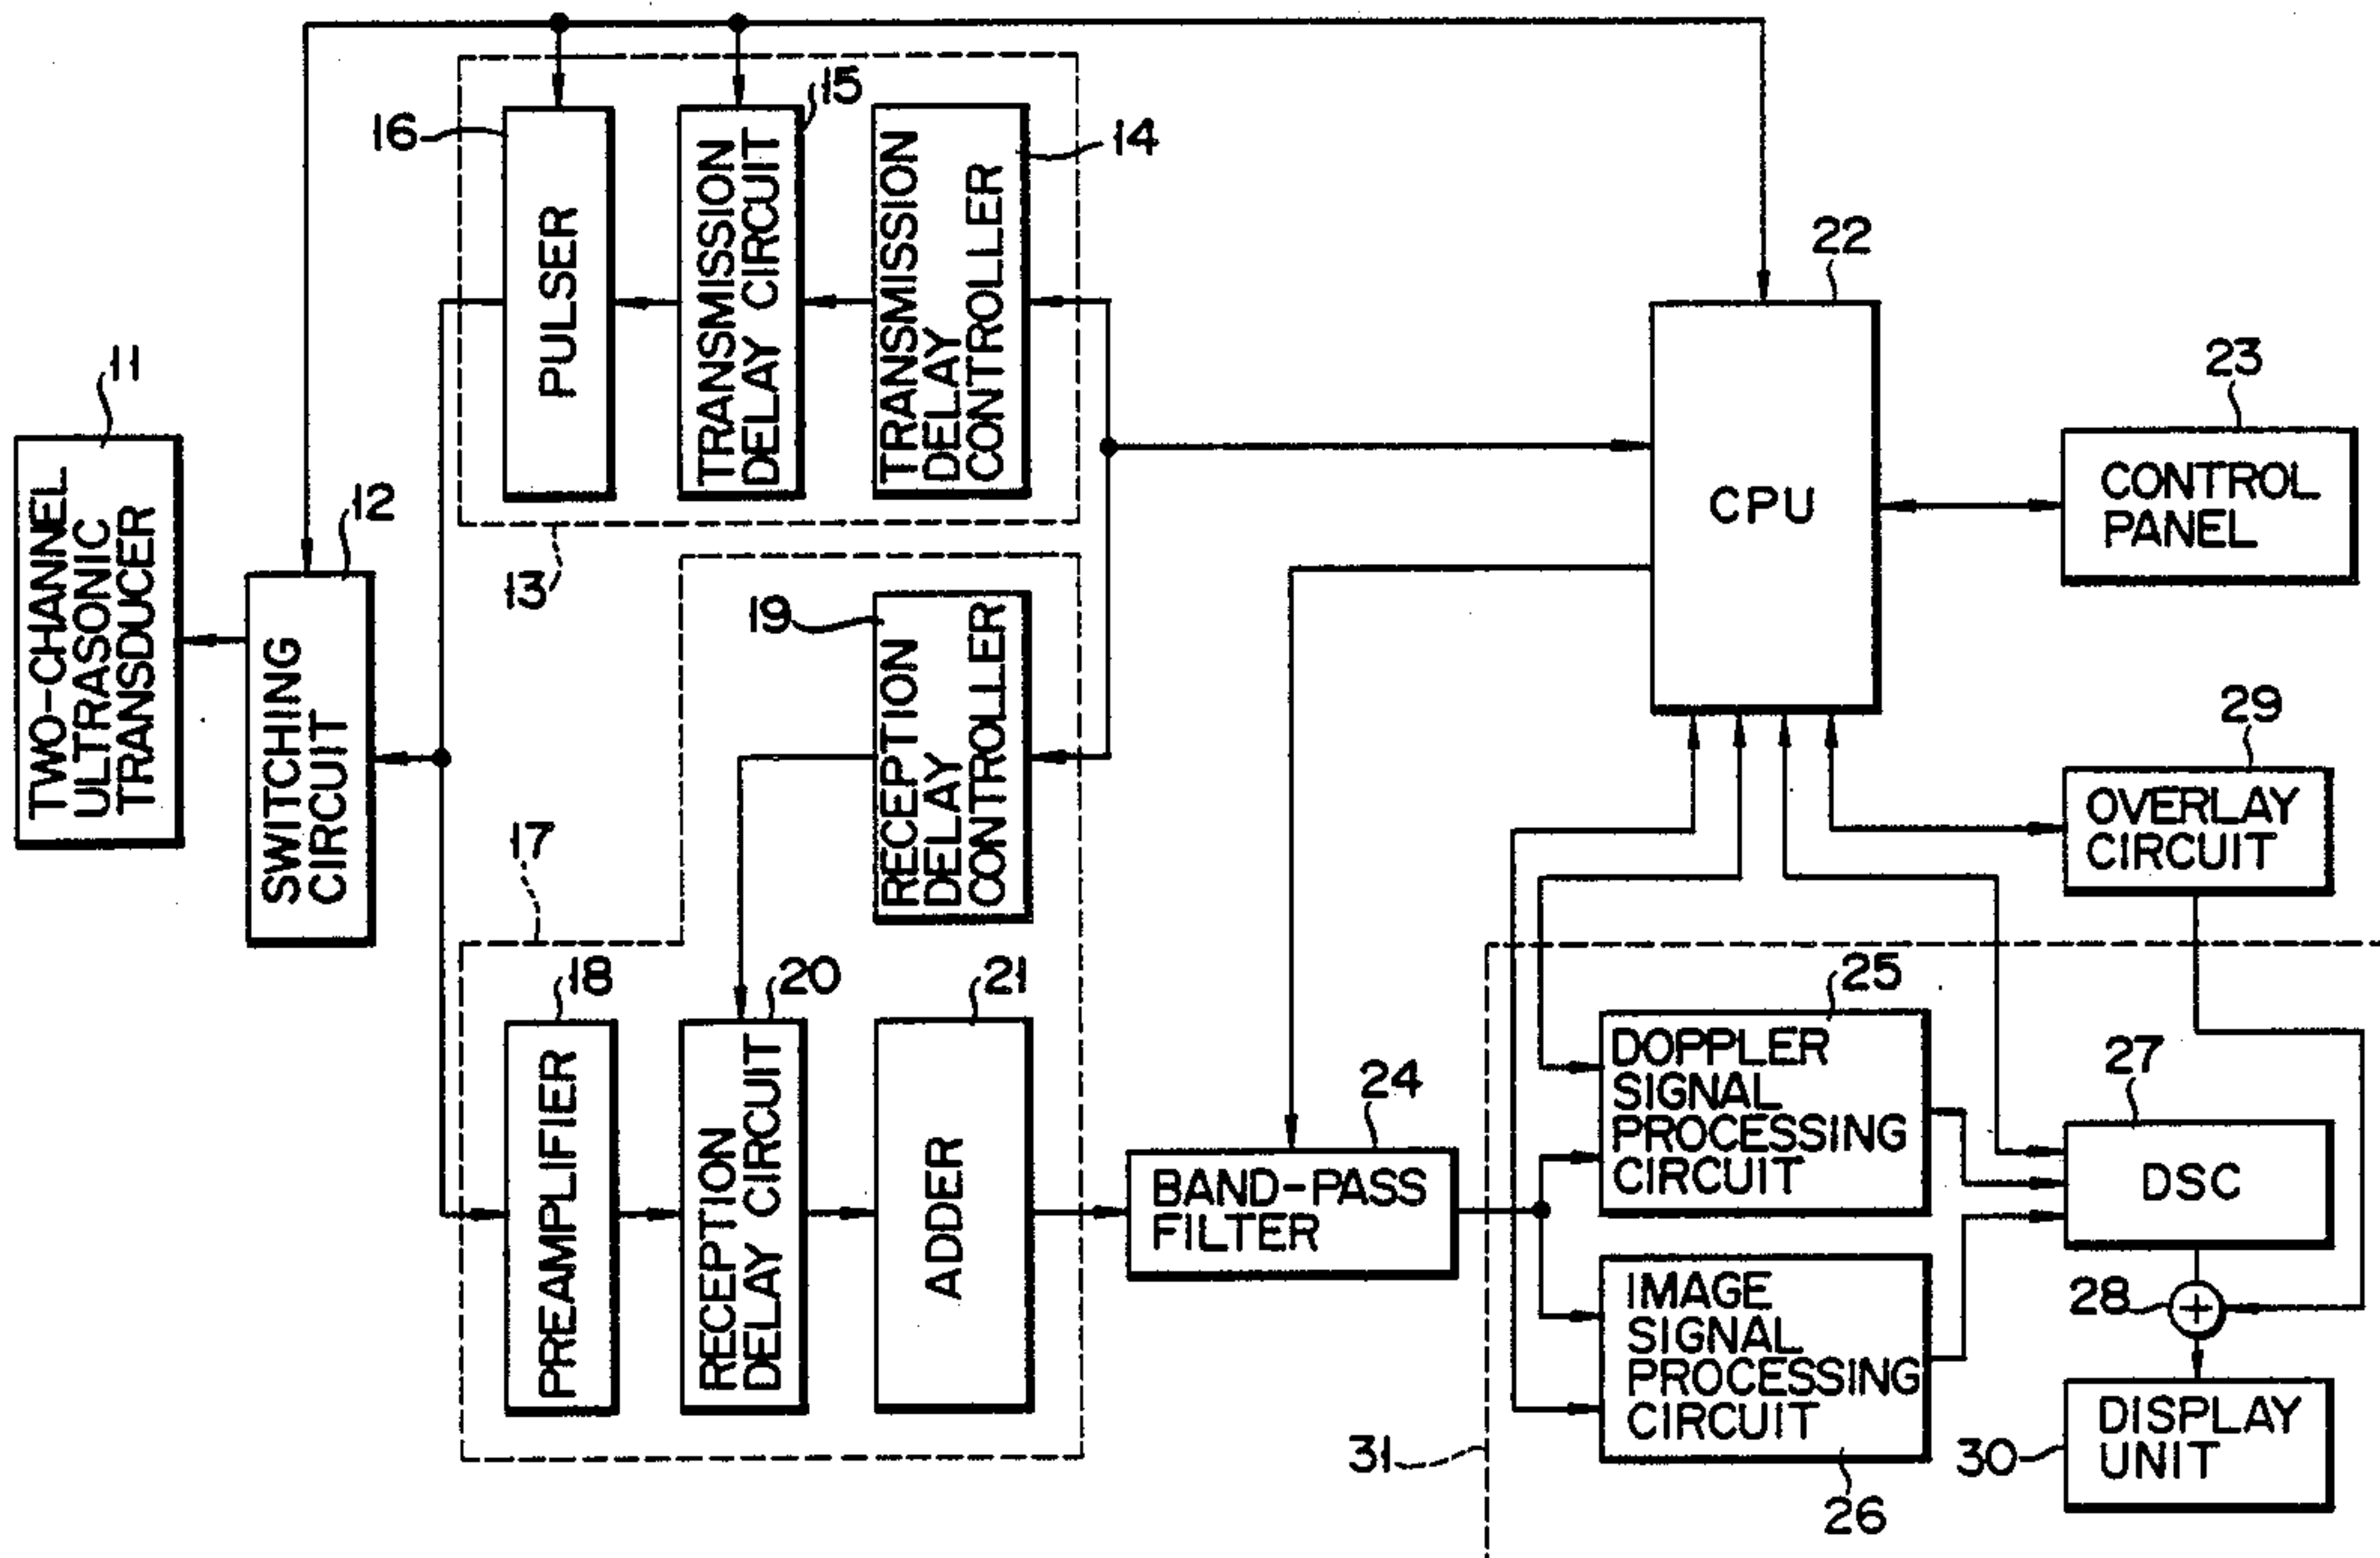 11
TWO-CHANNEL
ULTRASONIC
TRANSDUCER
12
SWITCHING
CIRCUIT
13
16
PULSER
15
TRANSMISSION
DELAY CIRCUIT
14
TRANSMISSION
DELAY
CONTROLLER
17
19
RECEPTION
DELAY
CONTROLLER
18
PREAMPLIFIER
20
RECEPTION
DELAY CIRCUIT
21
ADDER
22
CPU
23
CONTROL
PANEL
24
BAND-PASS
FILTER
29
OVERLAY
CIRCUIT
25
DOPPLER
SIGNAL
PROCESSING
CIRCUIT
26
IMAGE
SIGNAL
PROCESSING
CIRCUIT
27
DSC
28
+
30
DISPLAY
UNIT
31